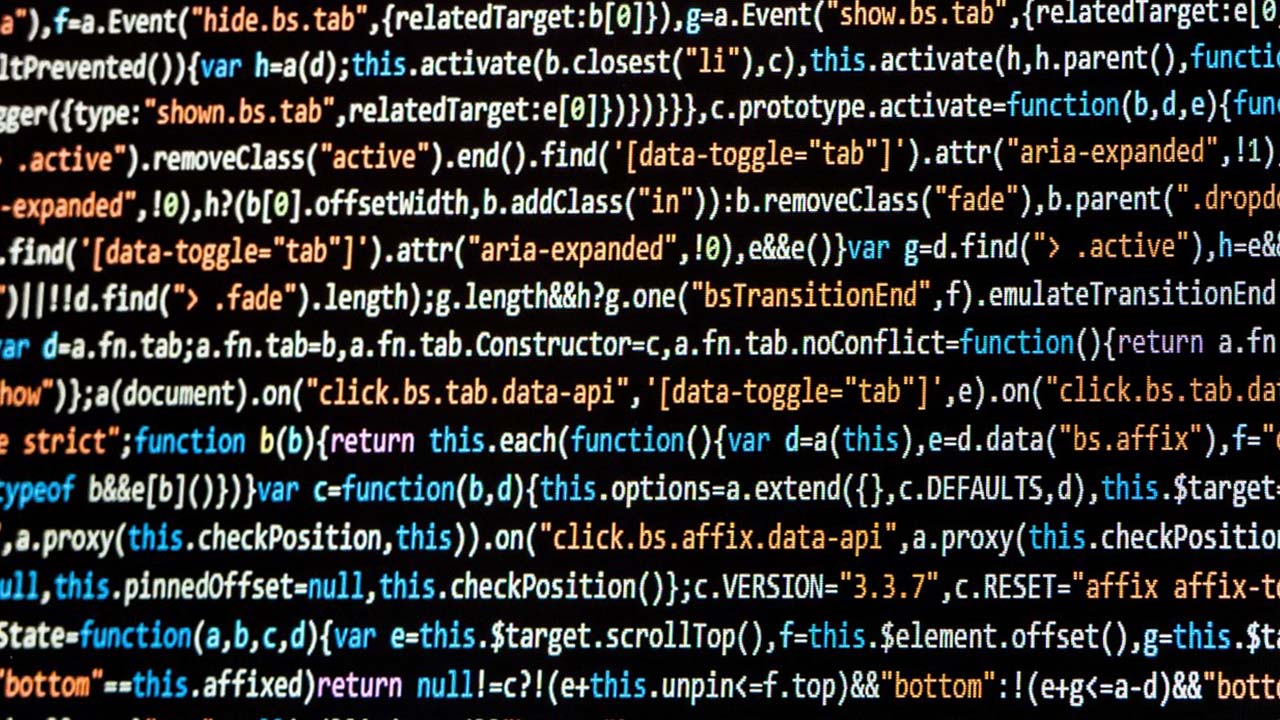 a"),f=a.Event("hide.bs.tab",{relatedTarget:b[0]}),g=a.Event("show.bs.tab",{relatedTarget:e[0
ltPrevented()){var h=a(d);this.activate(b.closest("li"),c),this.activate(h,h.parent(),functio
gger({type:"shown.bs.tab",relatedTarget:e[0]})})}}},c.prototype.activate=function(b,d,e){func
> .active").removeClass("active").end().find('[data-toggle="tab"]').attr("aria-expanded",!1)
-expanded",!0),h?(b[0].offsetWidth,b.addClass("in")):b.removeClass("fade"),b.parent(".dropdo
.find('[data-toggle="tab"]').attr("aria-expanded",!0),e&&e()}var g=d.find("> .active"),h=e&&
")||!!d.find("> .fade").length);g.length&&h?g.one("bsTransitionEnd",f).emulateTransitionEnd
var d=a.fn.tab;a.fn.tab=b,a.fn.tab.Constructor=c,a.fn.tab.noConflict=function(){return a.fn
how")};a(document).on("click.bs.tab.data-api",'[data-toggle="tab"]',e).on("click.bs.tab.da
e strict";function b(b){return this.each(function(){var d=a(this),e=d.data("bs.affix"),f="
typeof b&&e[b]()})}var c=function(b,d){this.options=a.extend({},c.DEFAULTS,d),this.$target=
,a.proxy(this.checkPosition,this)).on("click.bs.affix.data-api",a.proxy(this.checkPositio
ull,this.pinnedOffset=null,this.checkPosition()};c.VERSION="3.3.7",c.RESET="affix affix-to
State=function(a,b,c,d){var e=this.$target.scrollTop(),f=this.$element.offset(),g=this.$ta
"bottom"==this.affixed)return null!=c?!(e+this.unpin<=f.top)&&"bottom":!(e+g<=a-d)&&"botto